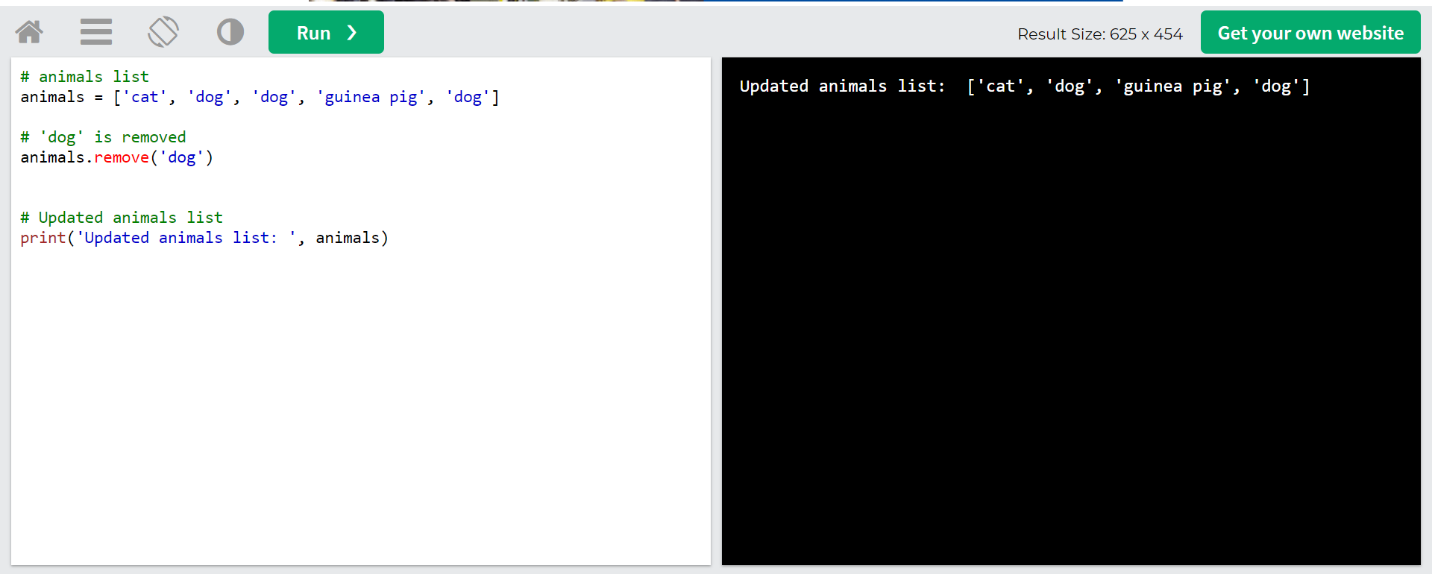 Run ❯
Result Size: 625 x 454
Get your own website
# animals list
animals = ['cat', 'dog', 'dog', 'guinea pig', 'dog']
# 'dog' is removed
animals.remove('dog')
# Updated animals list
print('Updated animals list: ', animals)
Updated animals list:  ['cat', 'dog', 'guinea pig', 'dog']